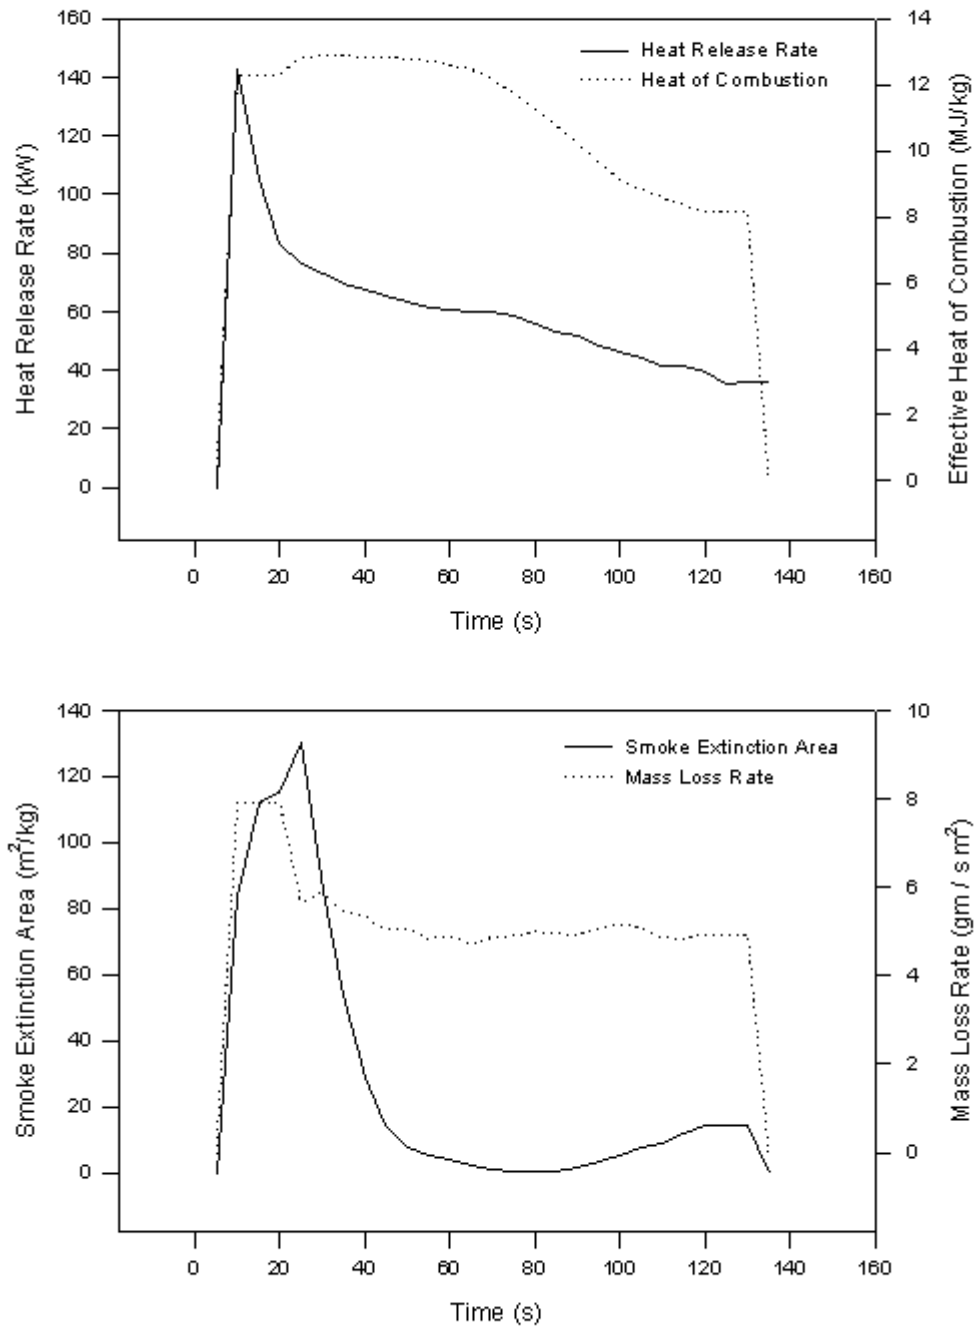 160
140
120
100
80
60
40
20
0
Heat Release Rate (kW)
Heat Release Rate
Heat of Combustion
14
12
10
8
6
4
2
0
Effective Heat of Combustion (MJ/kg)
0 20 40 60 80 100 120 140 160
Time (s)
140
120
100
80
60
40
20
0
Smoke Extinction Area (m²/kg)
Smoke Extinction Area
Mass Loss Rate
10
8
6
4
2
0
Mass Loss Rate (gm / s m²)
0 20 40 60 80 100 120 140 160
Time (s)